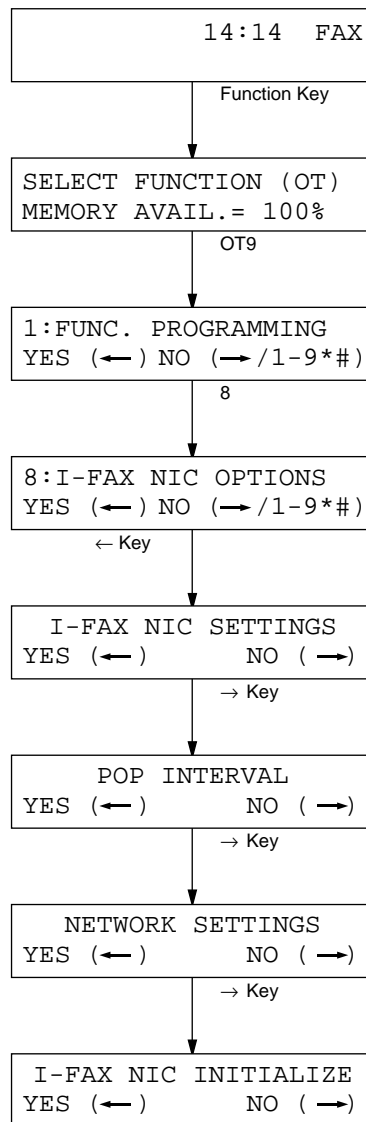 14:14 FAX
Function Key
SELECT FUNCTION (OT)
MEMORY AVAIL.= 100%
OT9
1:FUNC. PROGRAMMING
YES (←) NO (→/1-9*#)
8
8:I-FAX NIC OPTIONS
YES (←) NO (→/1-9*#)
← Key
I-FAX NIC SETTINGS
YES (←) NO (→)
→ Key
POP INTERVAL
YES (←) NO (→)
→ Key
NETWORK SETTINGS
YES (←) NO (→)
→ Key
I-FAX NIC INITIALIZE
YES (←) NO (→)